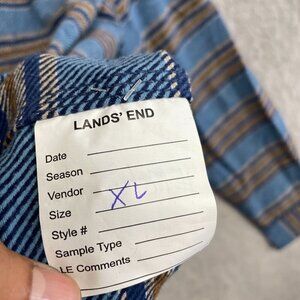 LANDS' END
Date
Season
Vendor
Size XL
Style #
Sample Type
LE Comments